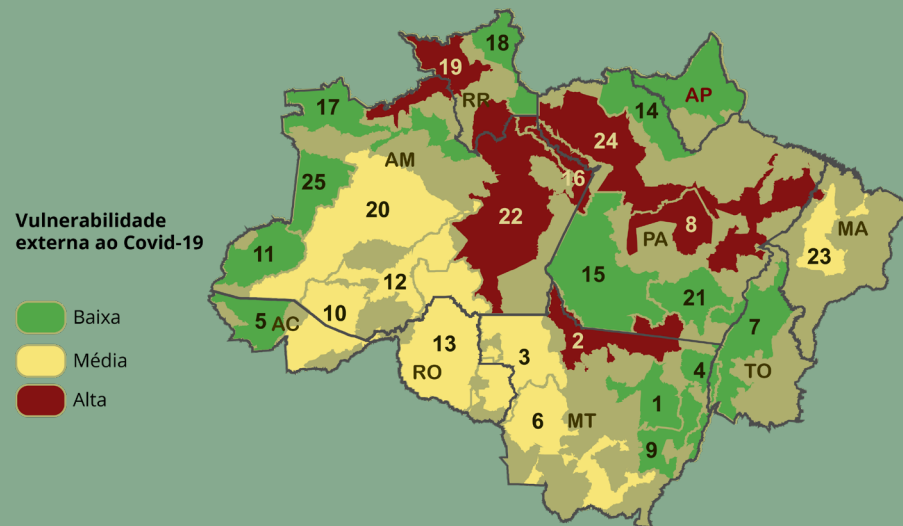 18
19
17
RR
AP
14
24
AM
16
25
20
22
8
PA
MA
Vulnerabilidade
externa ao Covid-19
11
23
12
15
21
Baixa
5
AC
10
7
13
2
Média
3
4
RO
TO
Alta
1
6
MT
9